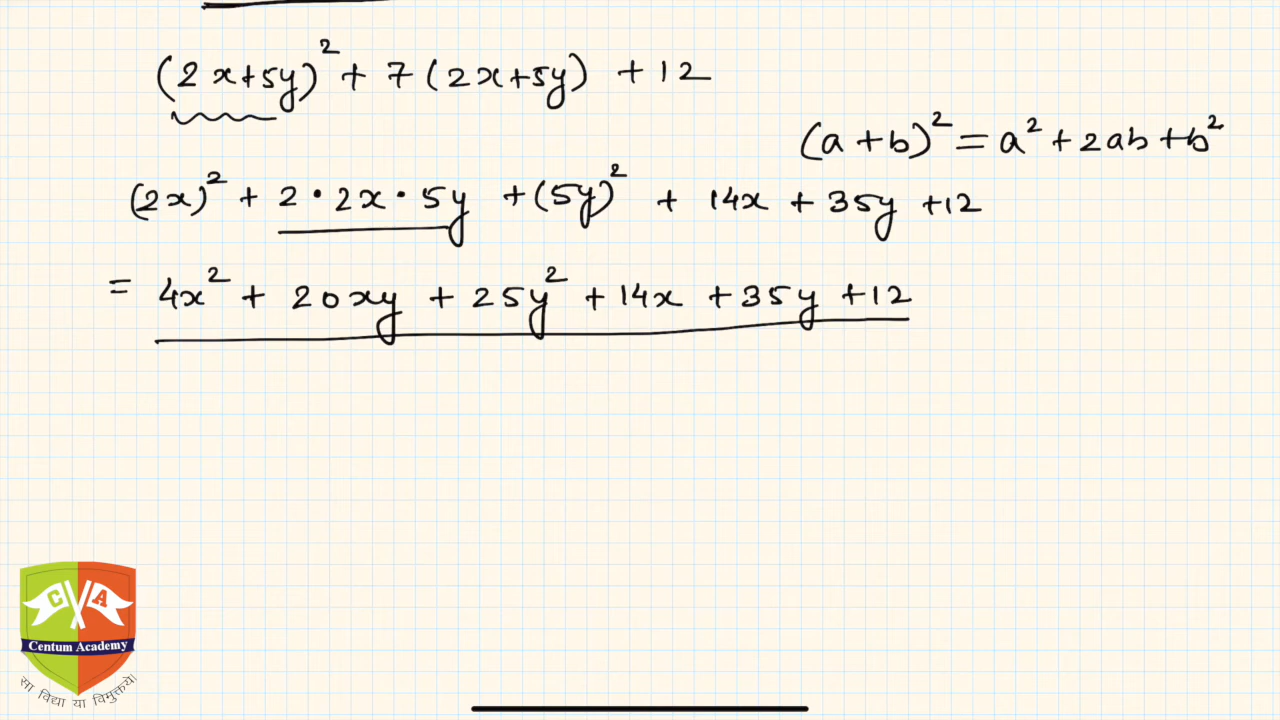 (2x+5y)² + 7(2x+5y) + 12
(a+b)² = a² + 2ab + b²
(2x)² + 2·2x·5y + (5y)² + 14x + 35y + 12
= 4x² + 20xy + 25y² + 14x + 35y + 12
C A
Centum Academy
सा विद्या या विमुक्तये।